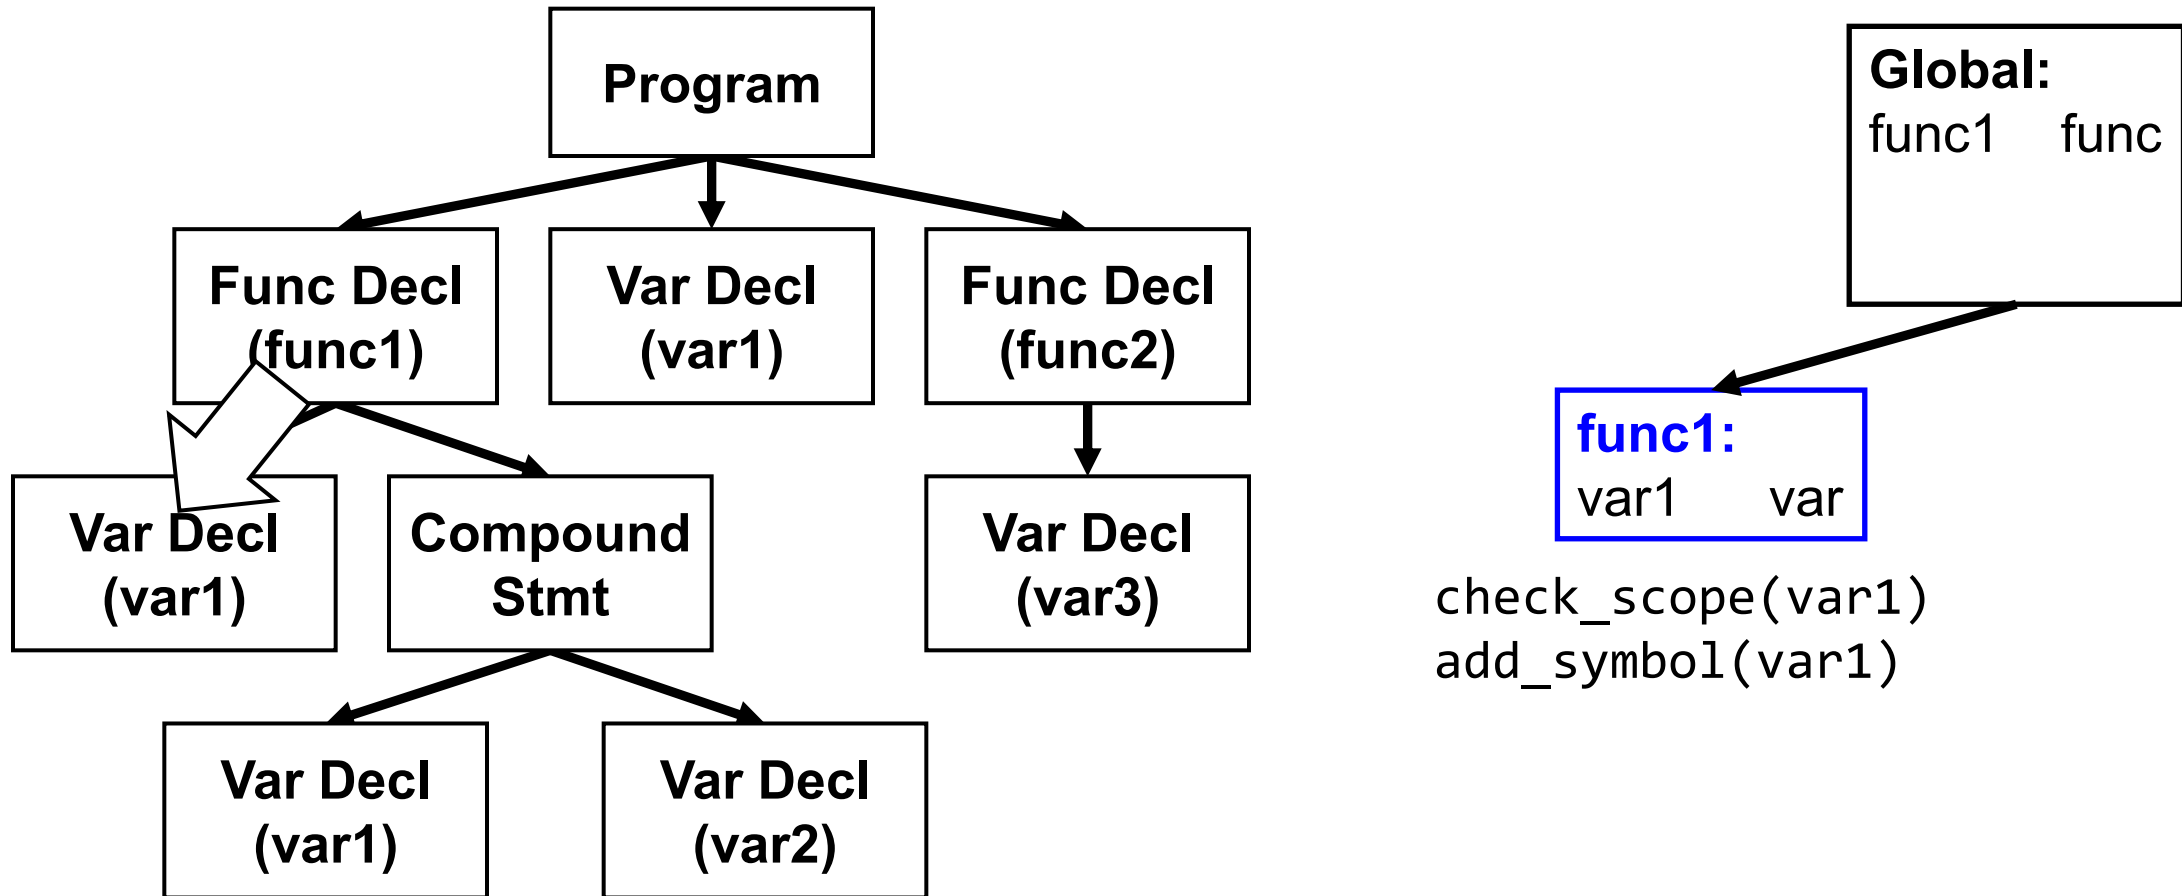 Program
Func Decl
(func1)
Var Decl
(var1)
Func Decl
(func2)
Var Decl
(var1)
Compound
Stmt
Var Decl
(var3)
Var Decl
(var1)
Var Decl
(var2)
Global:
func1 func
func1:
var1 var
check_scope(var1)
add_symbol(var1)